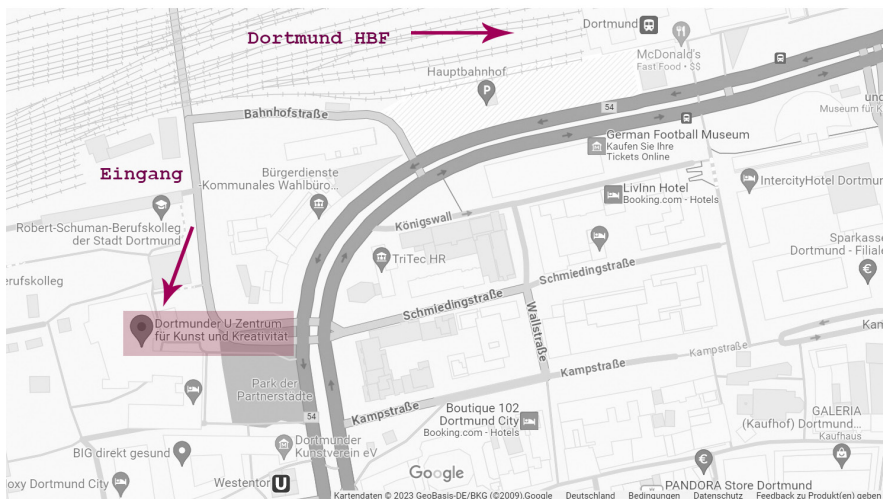 Dortmund
Dortmund HBF
McDonald's
Fast Food • $$
Hauptbahnhof
P
54
Bahnhofstraße
Museum für K
German Football Museum
Kaufen Sie Ihre
Tickets Online
Eingang
Bürgerdienste
-Kommunales Wahlbüro...
LivInn Hotel
Booking.com - Hotels
IntercityHotel Dortmun
Königswall
Robert-Schuman-Berufskolleg
der Stadt Dortmund
TriTec HR
Sparkasse
Dortmund - Filiale
Schmiedingstraße
erufskolleg
Schmiedingstraße
Wallstraße
Dortmunder U Zentrum
für Kunst und Kreativität
Kam
Kampstraße
Kampstraße
Park der
Partnerstädte
54
Kampstraße
Boutique 102
Dortmund City
Booking.com - Hotels
GALERIA
(Kaufhof) Dortmund...
Kaufhaus
BIG direkt gesund
Dortmunder
Kunstverein eV
Google
oxy Dortmund City
Westentor
U
PANDORA Store Dortmund
Kartendaten © 2023 GeoBasis-DE/BKG (©2009),Google Deutschland Bedingungen Datenschutz Feedback zu Produkt(en) geben